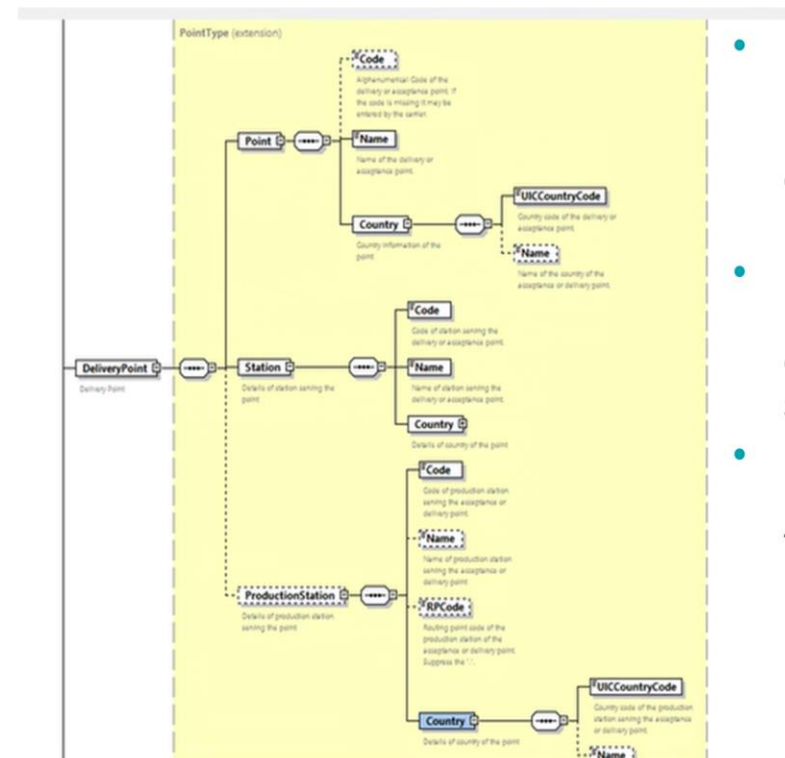 PointType (extension)
Code
Alphanumerical Code of the
delivery or acceptance point. If
the code is missing it may be
entered by the carrier.
Point
Name
Name of the delivery or
acceptance point.
Country
Country information of the
point
UICCountryCode
Country code of the delivery or
acceptance point.
Name
Name of the country of the
acceptance or delivery point.
DeliveryPoint
Delivery Point
Station
Details of station serving the
point
Code
Code of station serving the
delivery or acceptance point.
Name
Name of station serving the
delivery or acceptance point.
Country
Details of country of the point
ProductionStation
Details of production station
serving the point
Code
Code of production station
serving the acceptance or
delivery point
Name
Name of production station
serving the acceptance or
delivery point
RPCode
Routing point code of the
production station of the
acceptance or delivery point.
Suppress the '.'.
Country
Details of country of the point
UICCountryCode
Country code of the production
station serving the acceptance
or delivery point.
Name